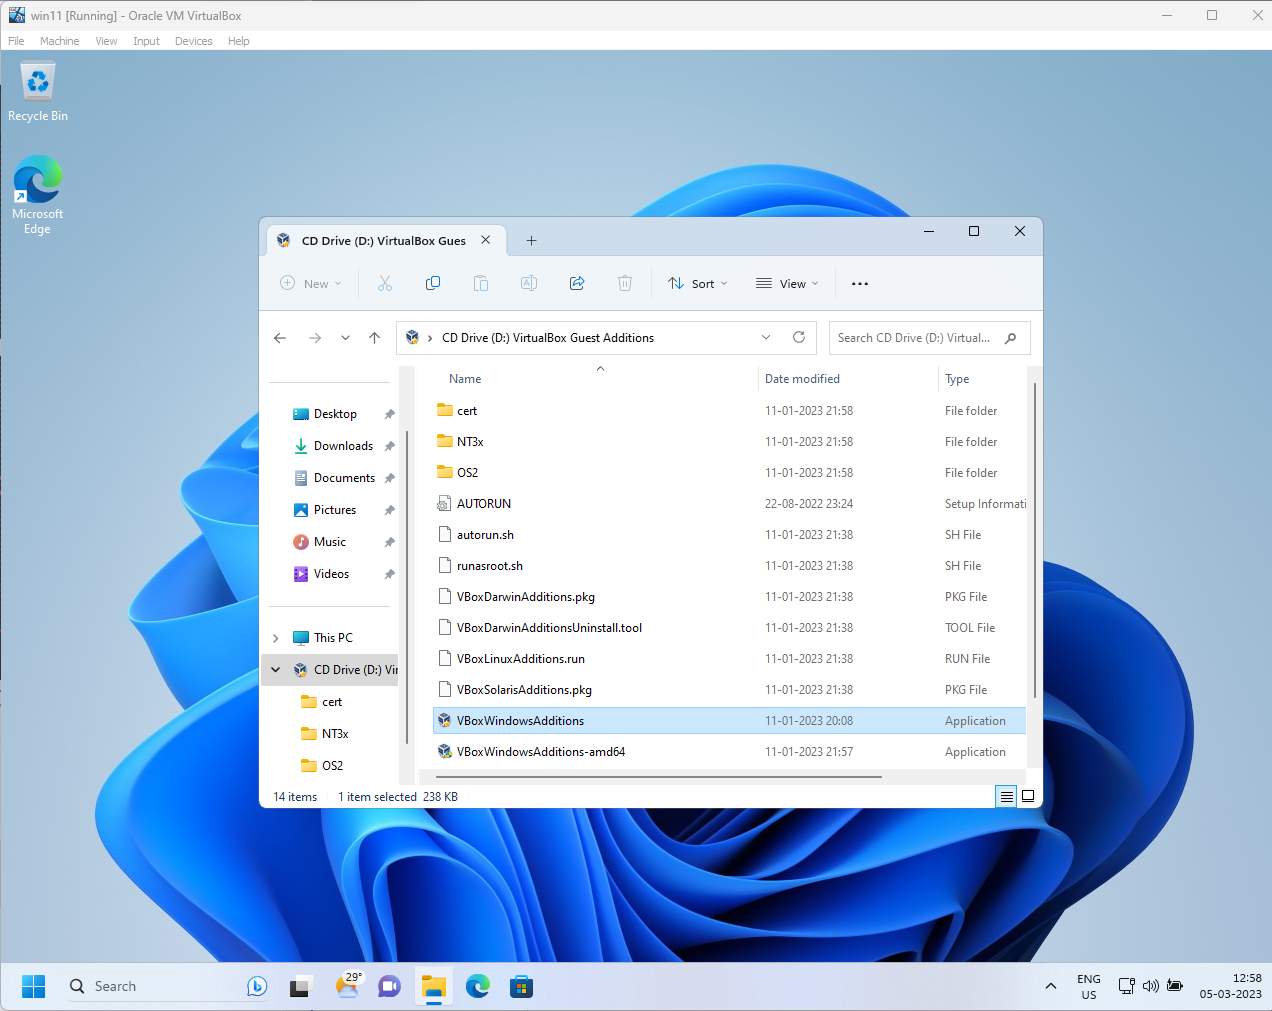 win11 [Running] - Oracle VM VirtualBox
File Machine View Input Devices Help
Recycle Bin
Microsoft
Edge
CD Drive (D:) VirtualBox Gues
New
Sort
View
CD Drive (D:) VirtualBox Guest Additions
Search CD Drive (D:) Virtual...
Name Date modified Type
Desktop
Downloads
Documents
Pictures
Music
Videos
This PC
CD Drive (D:) Vir
cert
NT3x
OS2
cert 11-01-2023 21:58 File folder
NT3x 11-01-2023 21:58 File folder
OS2 11-01-2023 21:58 File folder
AUTORUN 22-08-2022 23:24 Setup Informati
autorun.sh 11-01-2023 21:38 SH File
runasroot.sh 11-01-2023 21:38 SH File
VBoxDarwinAdditions.pkg 11-01-2023 21:38 PKG File
VBoxDarwinAdditionsUninstall.tool 11-01-2023 21:38 TOOL File
VBoxLinuxAdditions.run 11-01-2023 21:38 RUN File
VBoxSolarisAdditions.pkg 11-01-2023 21:38 PKG File
VBoxWindowsAdditions 11-01-2023 20:08 Application
VBoxWindowsAdditions-amd64 11-01-2023 21:57 Application
14 items 1 item selected 238 KB
Search
29°
ENG
US
12:58
05-03-2023